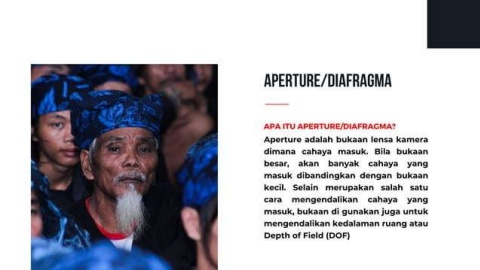 APERTURE/DIAFRAGMA
APA ITU APERTURE/DIAFRAGMA?
Aperture adalah bukaan lensa kamera
dimana cahaya masuk. Bila bukaan
besar, akan banyak cahaya yang
masuk dibandingkan dengan bukaan
kecil. Selain merupakan salah satu
cara mengendalikan cahaya yang
masuk, bukaan di gunakan juga untuk
mengendalikan kedalaman ruang atau
Depth of Field (DOF)